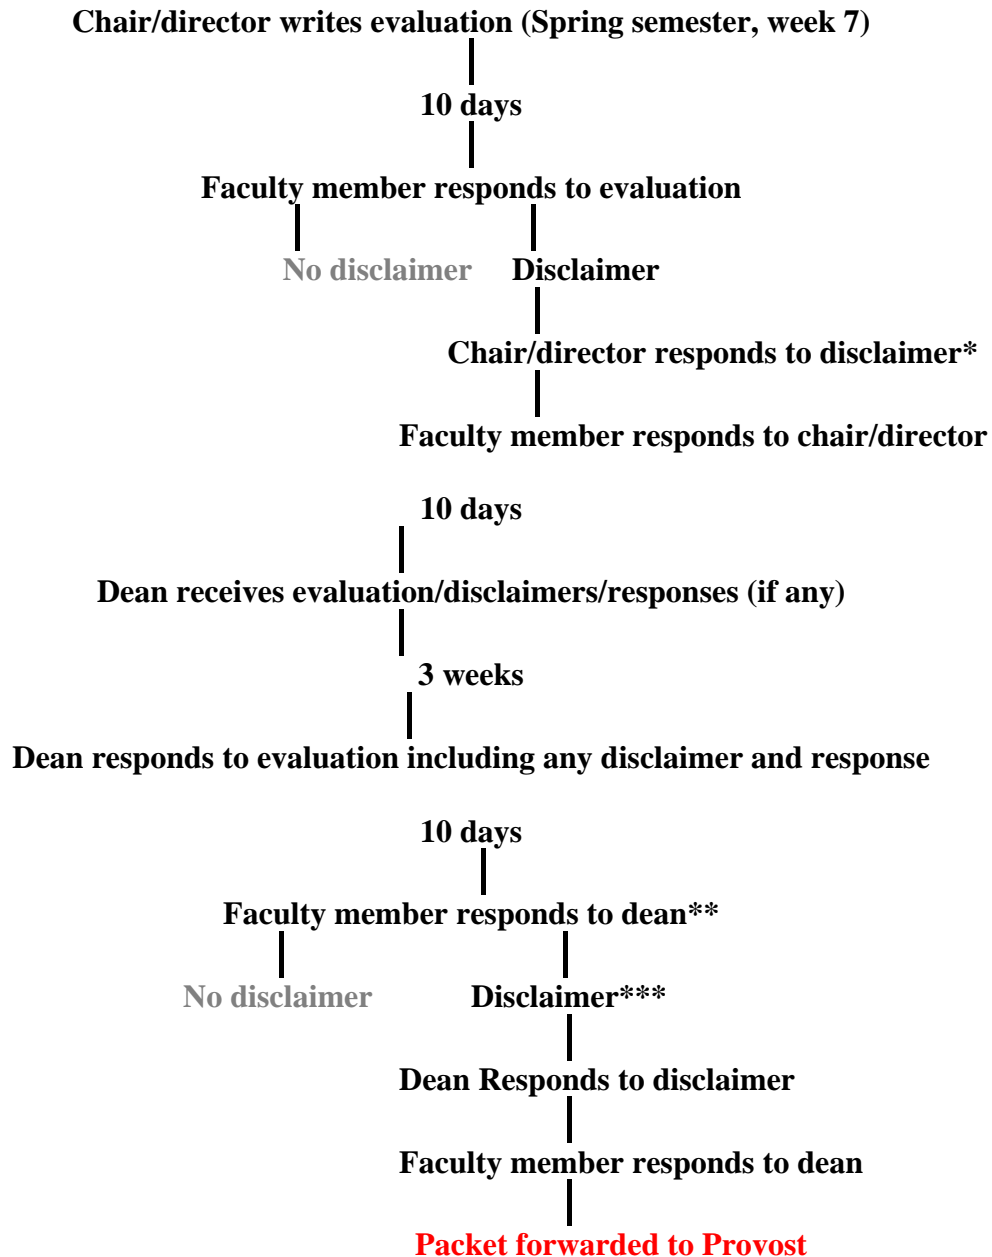 Chair/director writes evaluation (Spring semester, week 7)
10 days
Faculty member responds to evaluation
No disclaimer
Disclaimer
Chair/director responds to disclaimer*
Faculty member responds to chair/director
10 days
Dean receives evaluation/disclaimers/responses (if any)
3 weeks
Dean responds to evaluation including any disclaimer and response
10 days
Faculty member responds to dean**
No disclaimer
Disclaimer***
Dean Responds to disclaimer
Faculty member responds to dean
Packet forwarded to Provost